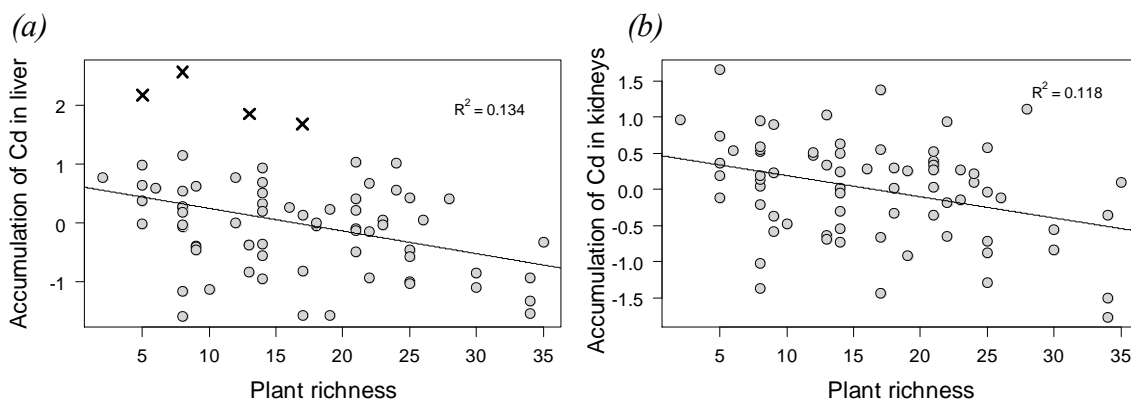 (a)
Accumulation of Cd in liver
2
1
0
-1
R² = 0.134
5 10 15 20 25 30 35
Plant richness
(b)
Accumulation of Cd in kidneys
1.5
1.0
0.5
0.0
-0.5
-1.0
-1.5
R² = 0.118
5 10 15 20 25 30 35
Plant richness